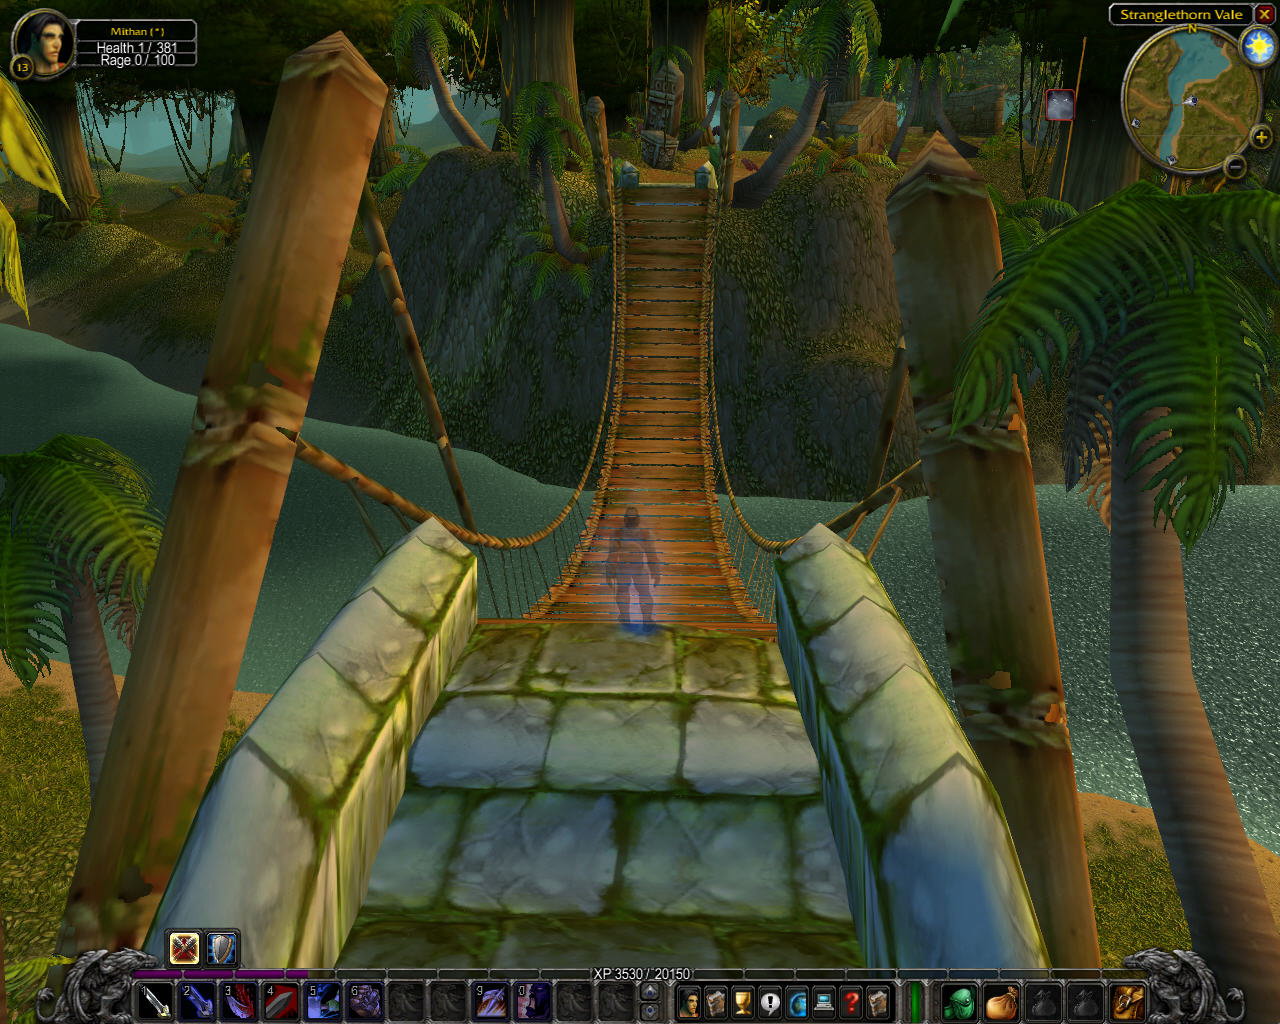 Mithan (*)
Health 1 / 381
Rage 0 / 100
13
Stranglethorn Vale
N
XP 3530 / 20150
1 2 3 4 5 6 9 0